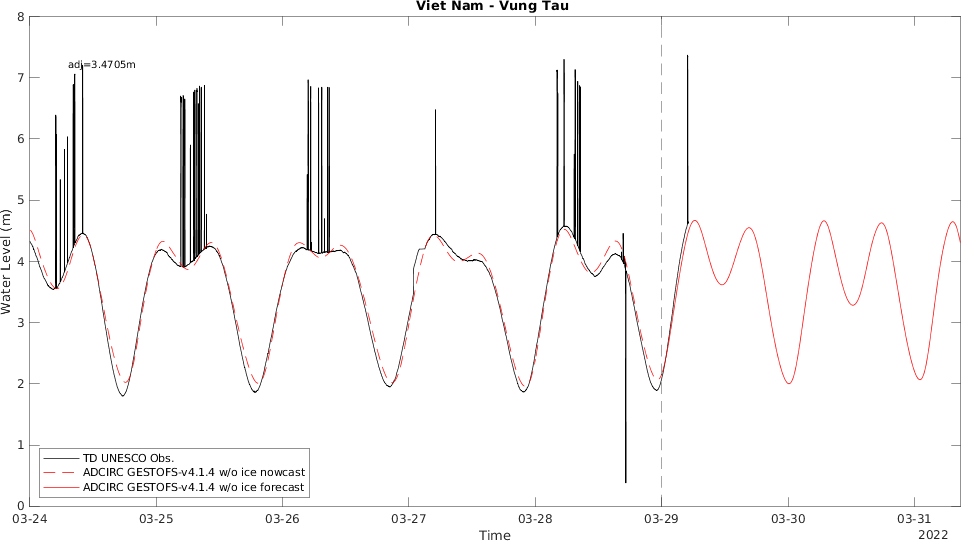 Viet Nam - Vung Tau
8
adj=3.4705m
7
6
5
4
3
2
1
0
Water Level (m)
TD UNESCO Obs.
ADCIRC GESTOFS-v4.1.4 w/o ice nowcast
ADCIRC GESTOFS-v4.1.4 w/o ice forecast
03-24 03-25 03-26 03-27 03-28 03-29 03-30 03-31
Time
2022